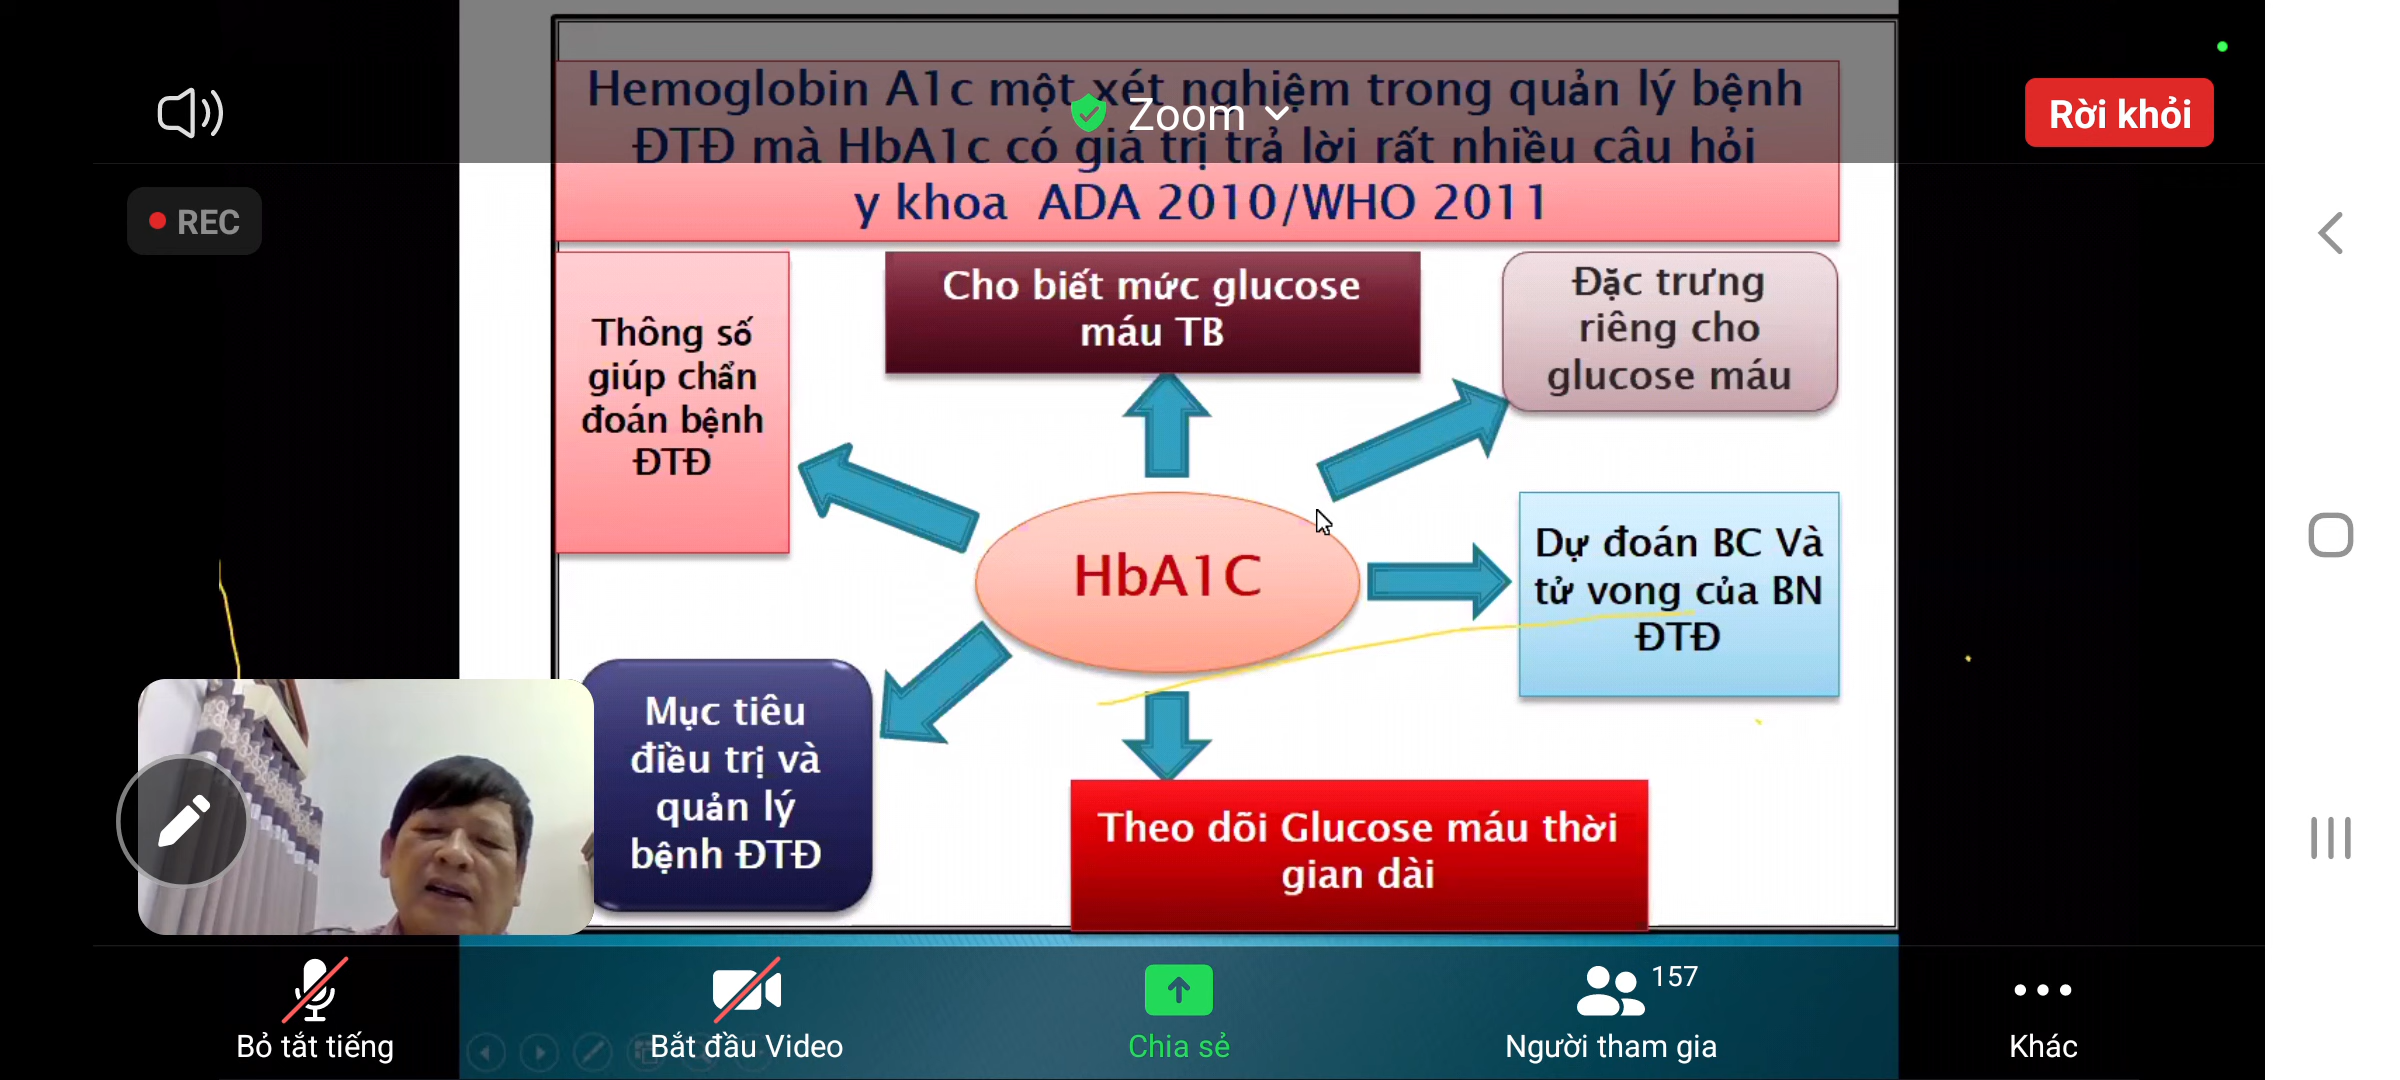 Hemoglobin A1c một xét nghiệm trong quản lý bệnh
Zoom
ĐTĐ mà HbA1c có giá trị trả lời rất nhiều câu hỏi
y khoa ADA 2010/WHO 2011
Rời khỏi
REC
Thông số
giúp chẩn
đoán bệnh
ĐTĐ
Cho biết mức glucose
máu TB
Đặc trưng
riêng cho
glucose máu
HbA1C
Dự đoán BC Và
tử vong của BN
ĐTĐ
Mục tiêu
điều trị và
quản lý
bệnh ĐTĐ
Theo dõi Glucose máu thời
gian dài
Bỏ tắt tiếng
Bắt đầu Video
Chia sẻ
157
Người tham gia
Khác